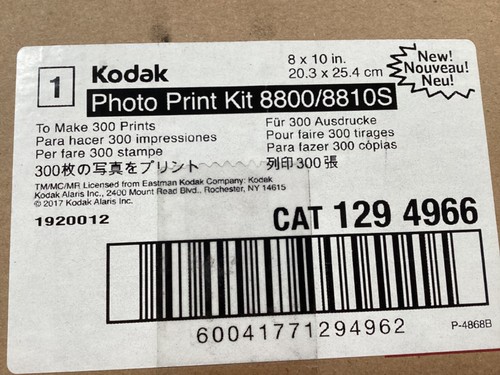 1
Kodak
8 x 10 in.
20.3 x 25.4 cm
New!
Nouveau!
Neu!
Photo Print Kit 8800/8810S
To Make 300 Prints
Para hacer 300 impresiones
Per fare 300 stampe
300枚の写真をプリント
Für 300 Ausdrucke
Pour faire 300 tirages
Para fazer 300 cópias
列印300張
TM/MC/MR Licensed from Eastman Kodak Company: Kodak
Kodak Alaris Inc., 2400 Mount Read Blvd., Rochester, NY 14615
© 2017 Kodak Alaris Inc.
1920012
CAT 129 4966
60041771294962
P-4868B